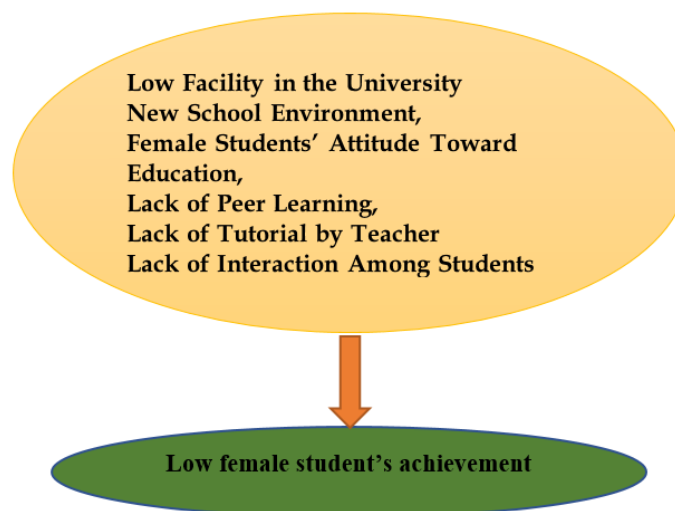 Low Facility in the University
New School Environment,
Female Students’ Attitude Toward
Education,
Lack of Peer Learning,
Lack of Tutorial by Teacher
Lack of Interaction Among Students
Low female student’s achievement